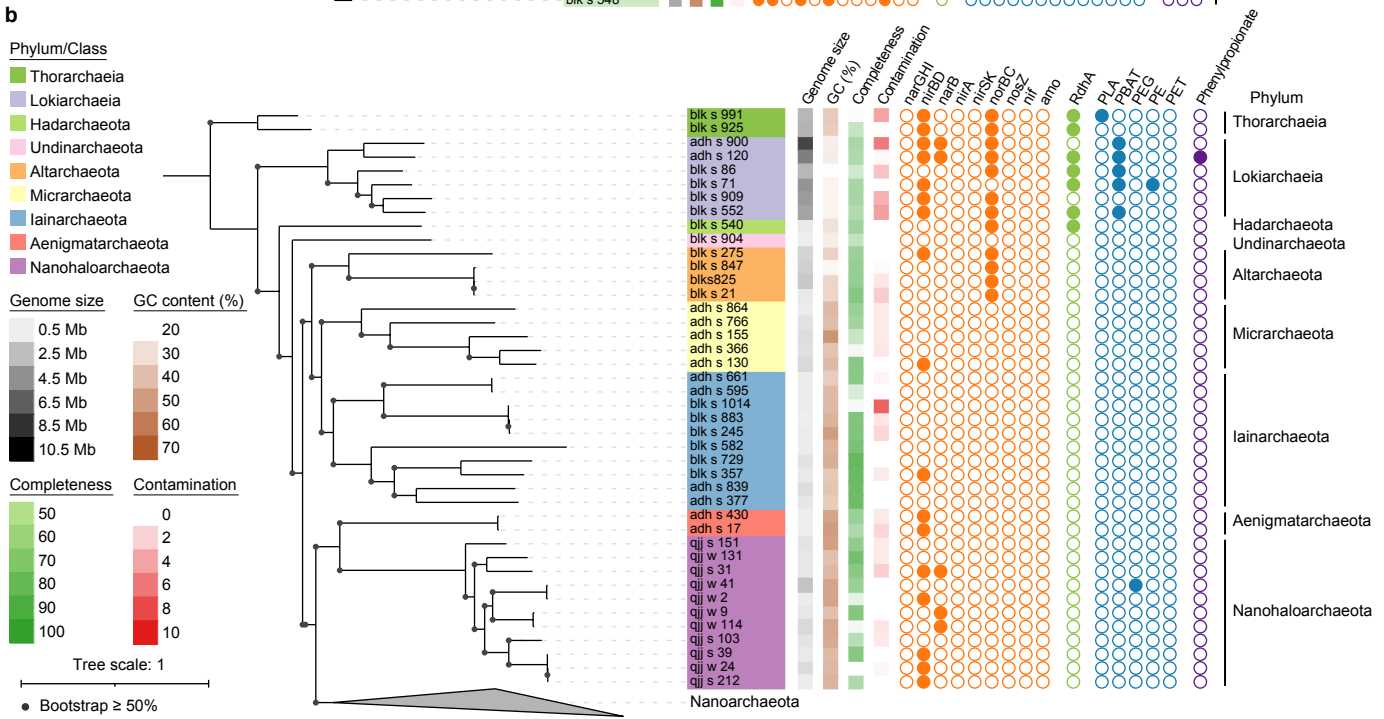 blk s 548
b
Phylum/Class
Thorarchaeia
Lokiarchaeia
Hadarchaeota
Undinarchaeota
Altarchaeota
Micrarchaeota
Iainarchaeota
Aenigmatarchaeota
Nanohaloarchaeota
Genome size
0.5 Mb
2.5 Mb
4.5 Mb
6.5 Mb
8.5 Mb
10.5 Mb
GC content (%)
20
30
40
50
60
70
Completeness
50
60
70
80
90
100
Contamination
0
2
4
6
8
10
Tree scale: 1
Bootstrap ≥ 50%
Genome size
GC (%)
Completeness
Contamination
narGHI
nirBD
narB
nirA
nirSK
norBC
nosZ
nif
amo
RdhA
PLA
PBAT
PEG
PE
PET
Phenylpropionate
Phylum
blk s 991
blk s 925
adh s 900
adh s 120
blk s 86
blk s 71
blk s 909
blk s 552
blk s 540
blk s 904
blk s 275
blk s 847
blks825
blk s 21
adh s 864
adh s 766
adh s 155
adh s 366
adh s 130
adh s 661
adh s 595
blk s 1014
blk s 883
blk s 245
blk s 582
blk s 729
blk s 357
adh s 839
adh s 377
adh s 430
adh s 17
qjj s 151
qjj w 131
qjj s 31
qjj w 41
qjj w 2
qjj w 9
qjj w 114
qjj s 103
qjj s 39
qjj w 24
qjj s 212
Nanoarchaeota
Thorarchaeia
Lokiarchaeia
Hadarchaeota
Undinarchaeota
Altarchaeota
Micrarchaeota
Iainarchaeota
Aenigmatarchaeota
Nanohaloarchaeota